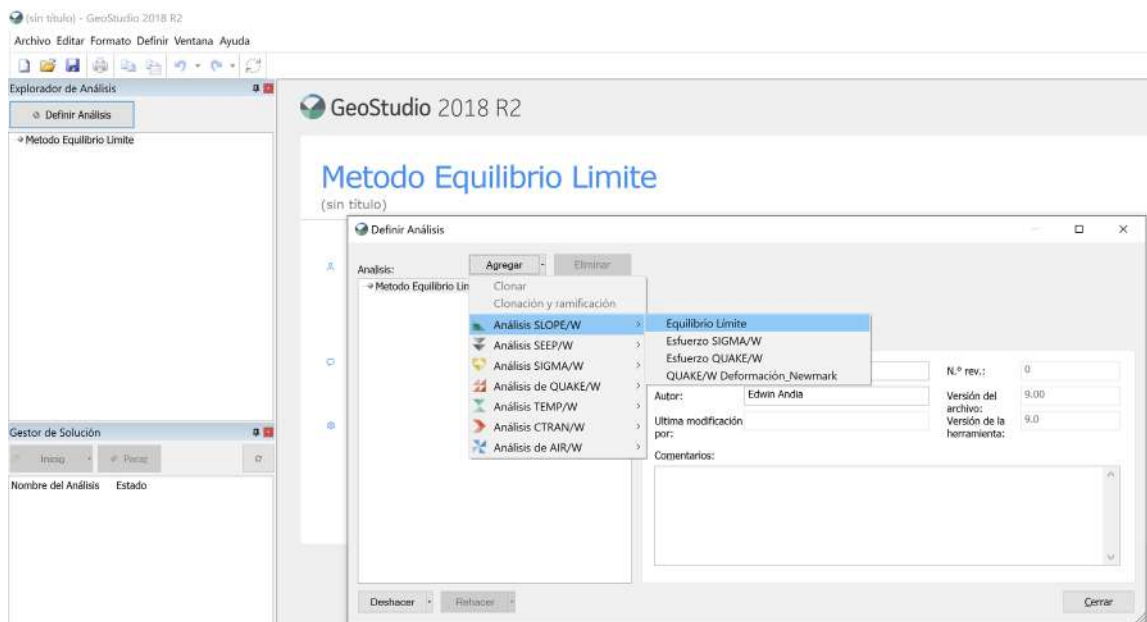 (sin título) - GeoStudio 2018 R2
Archivo Editar Formato Definir Ventana Ayuda
Explorador de Análisis
Definir Análisis
Metodo Equilibrio Limite
GeoStudio 2018 R2
Metodo Equilibrio Limite
(sin título)
Definir Análisis
Analisis:
Agregar
Eliminar
Metodo Equilibrio Lim
Clonar
Clonación y ramificación
Análisis SLOPE/W
Análisis SEEP/W
Análisis SIGMA/W
Análisis de QUAKE/W
Análisis TEMP/W
Análisis CTRAN/W
Análisis de AIR/W
Equilibrio Límite
Esfuerzo SIGMA/W
Esfuerzo QUAKE/W
QUAKE/W Deformación_Newmark
N.º rev.: 0
Autor: Edwin Andia
Versión del archivo: 9.00
Ultima modificación por:
Versión de la herramienta: 9.0
Comentarios:
Gestor de Solución
Inicio
Parar
Nombre del Análisis Estado
Deshacer
Rehacer
Cerrar